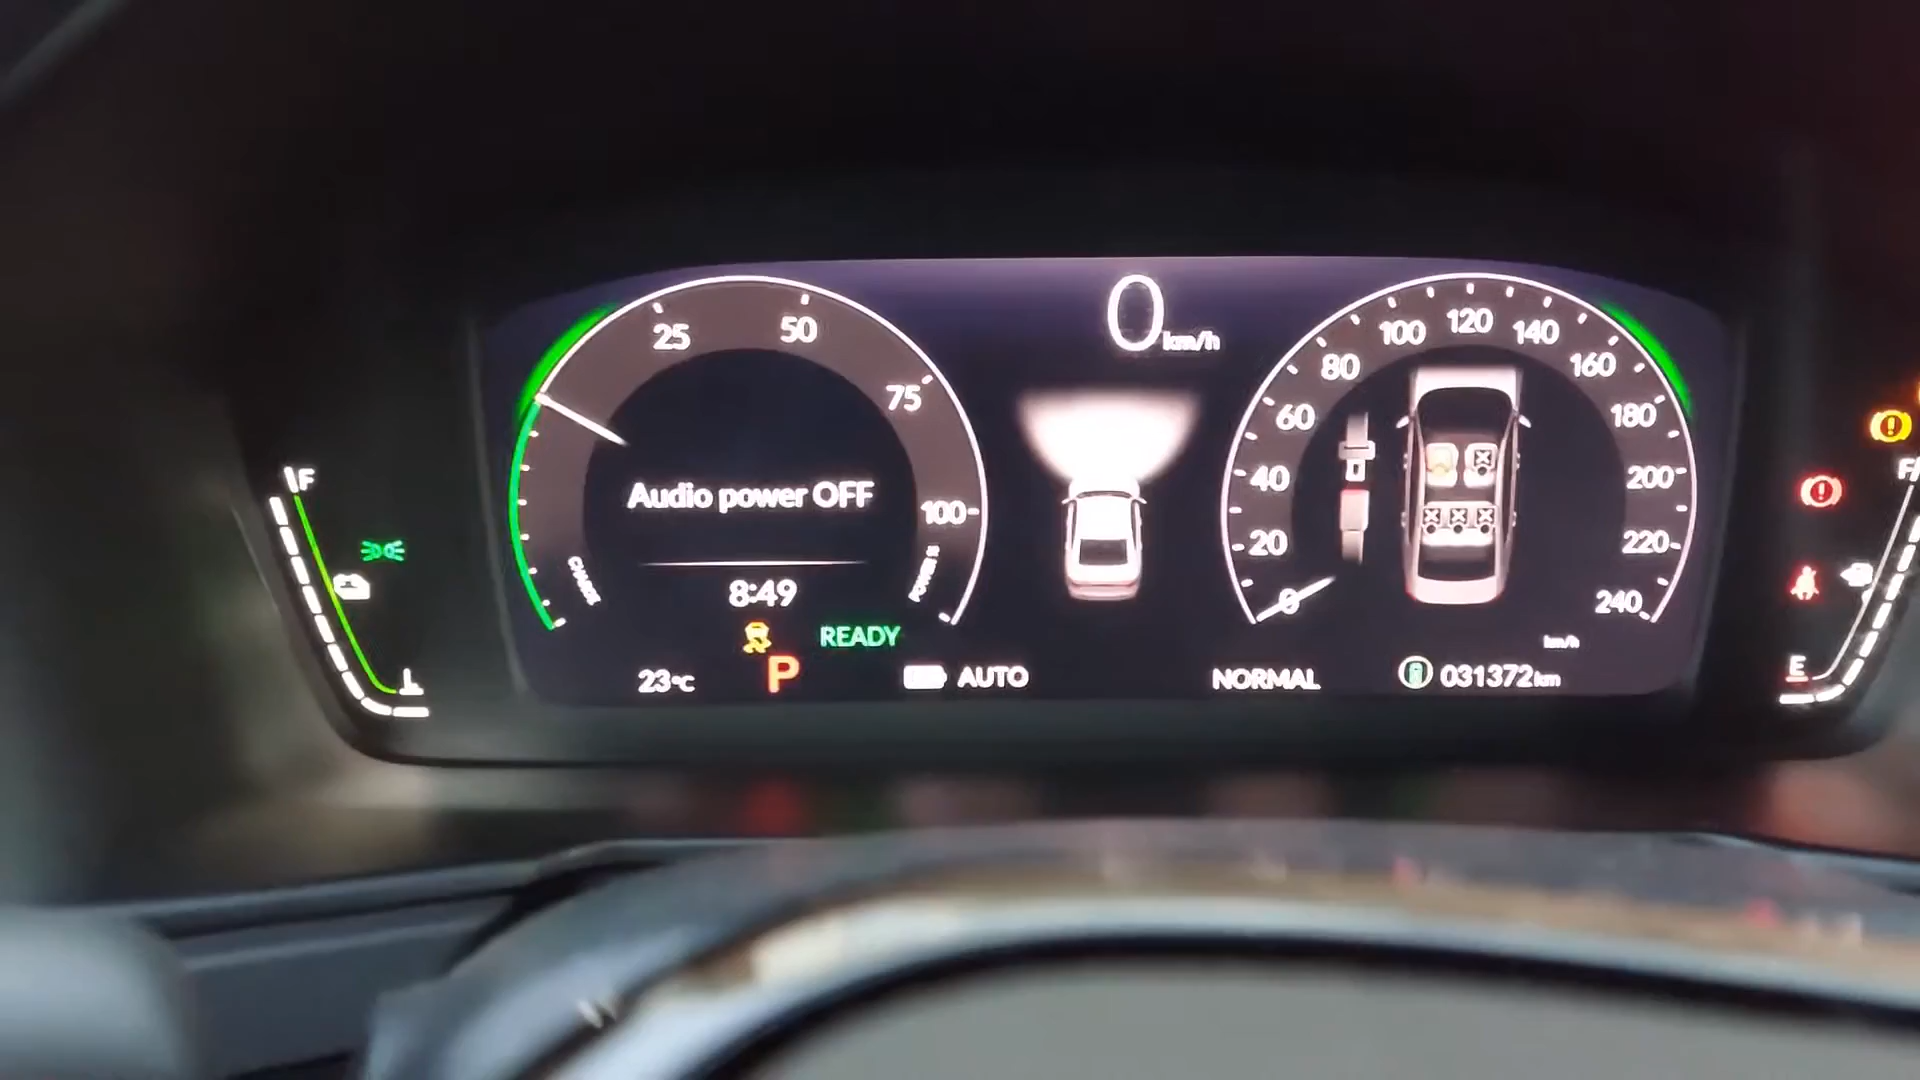 0 km/h
25
50
75
100
CHARGE
POWER
Audio power OFF
8:49
READY
23°C
P
AUTO
0
20
40
60
80
100
120
140
160
180
200
220
240
km/h
NORMAL
031372 km
F
L
F
E